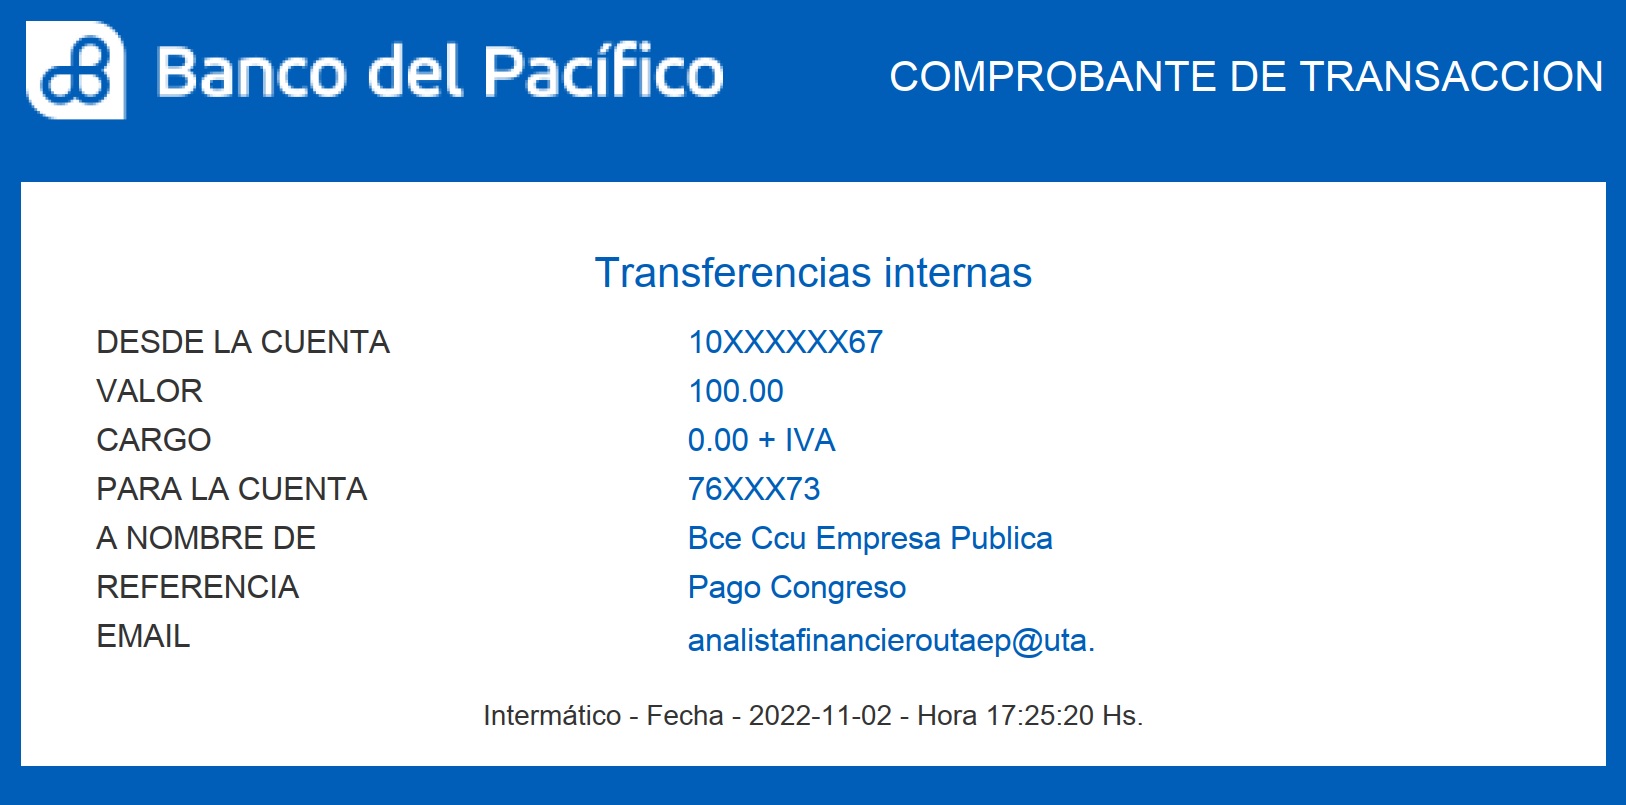 Banco del Pacífico
COMPROBANTE DE TRANSACCION
Transferencias internas
DESDE LA CUENTA 10XXXXXX67
VALOR 100.00
CARGO 0.00 + IVA
PARA LA CUENTA 76XXX73
A NOMBRE DE Bce Ccu Empresa Publica
REFERENCIA Pago Congreso
EMAIL analistafinancieroutaep@uta.
Intermático - Fecha - 2022-11-02 - Hora 17:25:20 Hs.